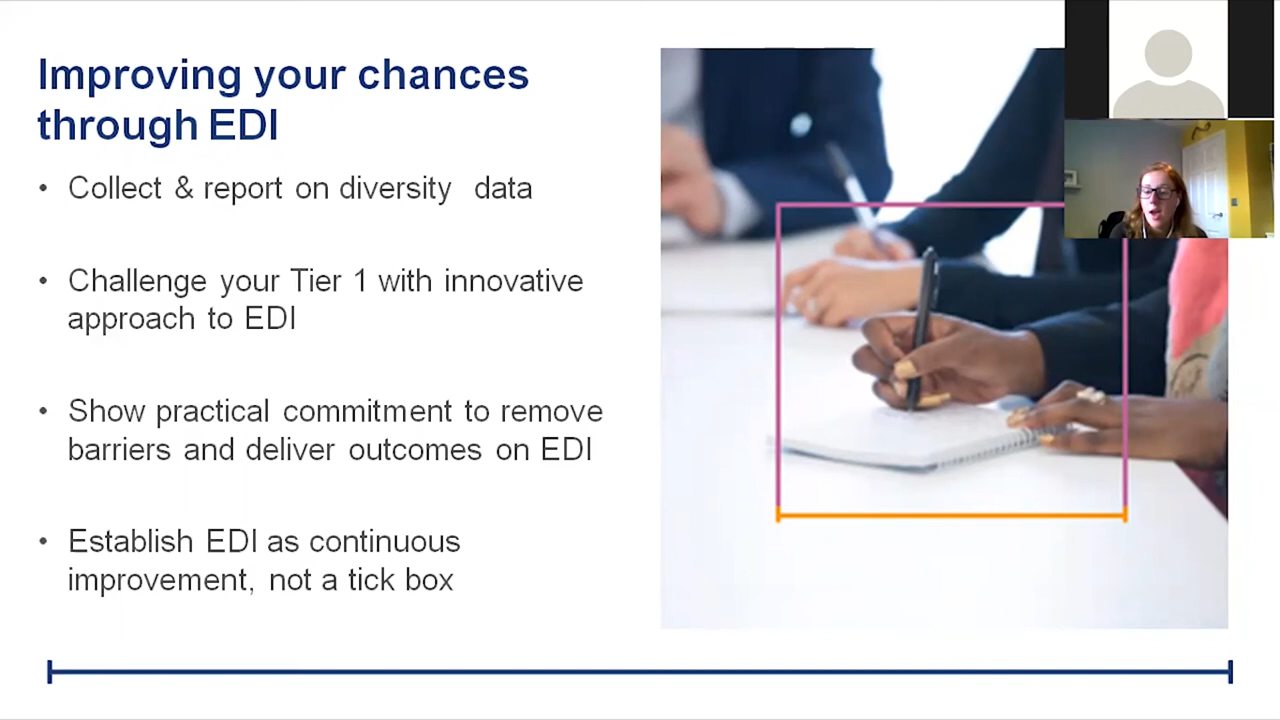 Improving your chances
through EDI
• Collect & report on diversity data
• Challenge your Tier 1 with innovative
approach to EDI
• Show practical commitment to remove
barriers and deliver outcomes on EDI
• Establish EDI as continuous
improvement, not a tick box